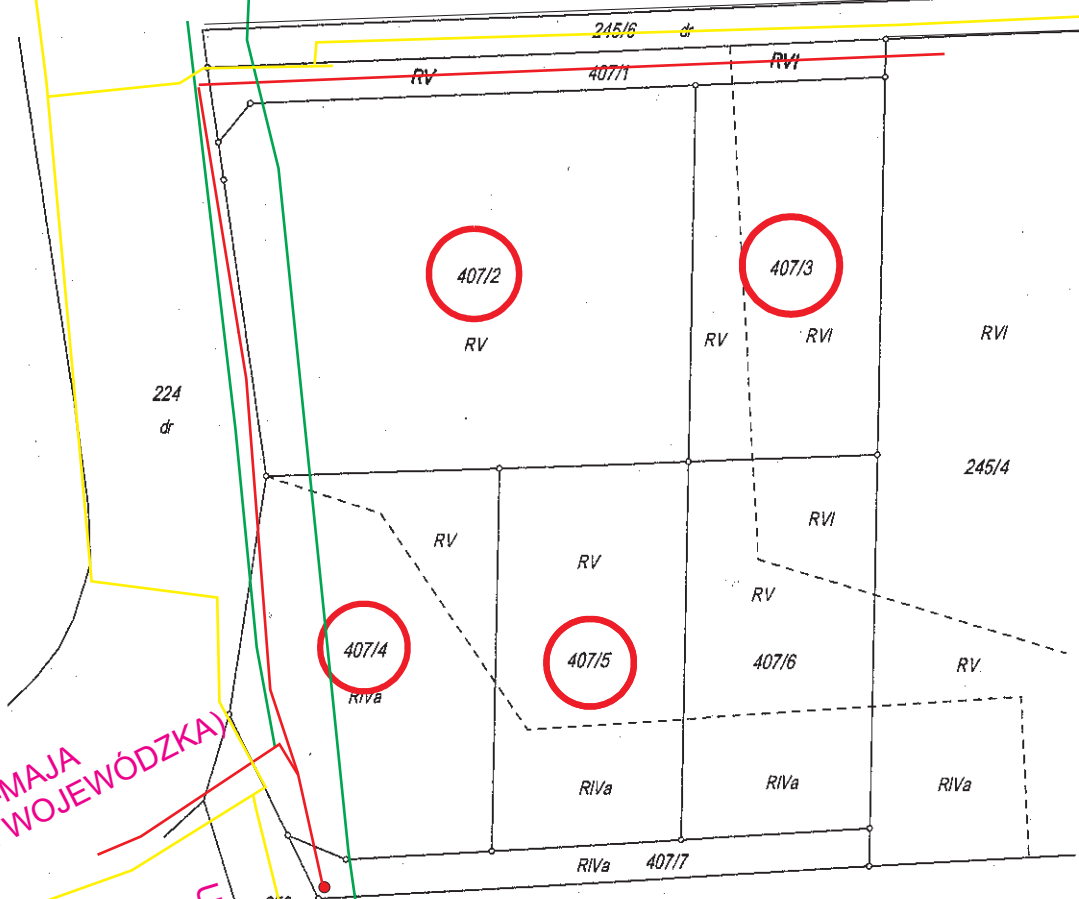 245/6 dr
RV 407/1 RVI
407/2
407/3
RV
RV
RVI
RVI
224
dr
245/4
RVI
RV
RV
RV
407/4
407/5
407/6
RV
RIVa
-MAJA
WOJEWÓDZKA)
RIVa
RIVa
RIVa
RIVa
407/7